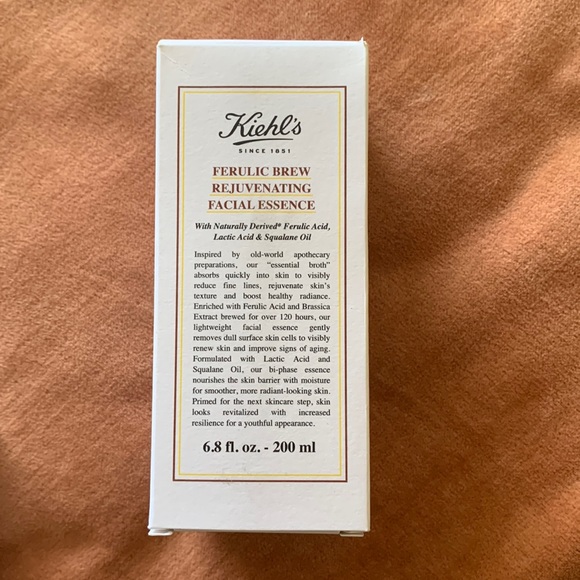 Kiehl's
SINCE 1851
FERULIC BREW
REJUVENATING
FACIAL ESSENCE
With Naturally Derived* Ferulic Acid,
Lactic Acid & Squalane Oil
Inspired by old-world apothecary
preparations, our "essential broth"
absorbs quickly into skin to visibly
reduce fine lines, rejuvenate skin's
texture and boost healthy radiance.
Enriched with Ferulic Acid and Brassica
Extract brewed for over 120 hours, our
lightweight facial essence gently
removes dull surface skin cells to visibly
renew skin and improve signs of aging.
Formulated with Lactic Acid and
Squalane Oil, our bi-phase essence
nourishes the skin barrier with moisture
for smoother, more radiant-looking skin.
Primed for the next skincare step, skin
looks revitalized with increased
resilience for a youthful appearance.
6.8 fl. oz. - 200 ml